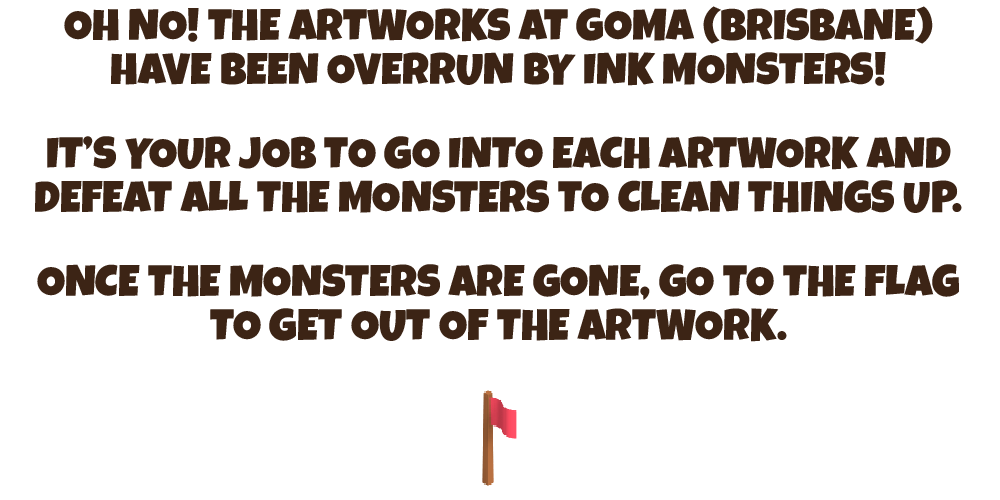 OH NO! THE ARTWORKS AT GOMA (BRISBANE)
HAVE BEEN OVERRUN BY INK MONSTERS!
IT'S YOUR JOB TO GO INTO EACH ARTWORK AND
DEFEAT ALL THE MONSTERS TO CLEAN THINGS UP.
ONCE THE MONSTERS ARE GONE, GO TO THE FLAG
TO GET OUT OF THE ARTWORK.